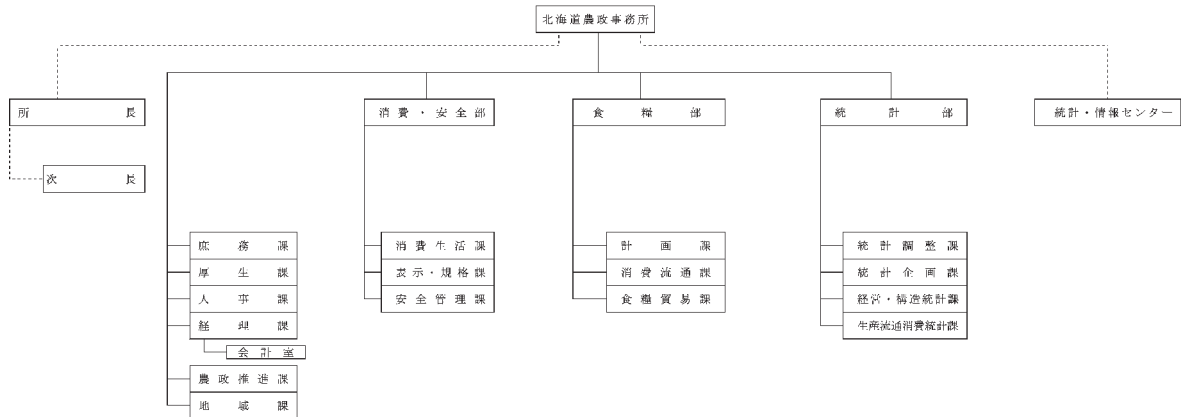 北海道農政事務所
所長
消費・安全部
食糧部
統計部
統計・情報センター
次長
庶務課
厚生課
人事課
経理課
会計室
農政推進課
地域課
消費生活課
表示・規格課
安全管理課
計画課
消費流通課
食糧貿易課
統計調整課
統計企画課
経営・構造統計課
生産流通消費統計課